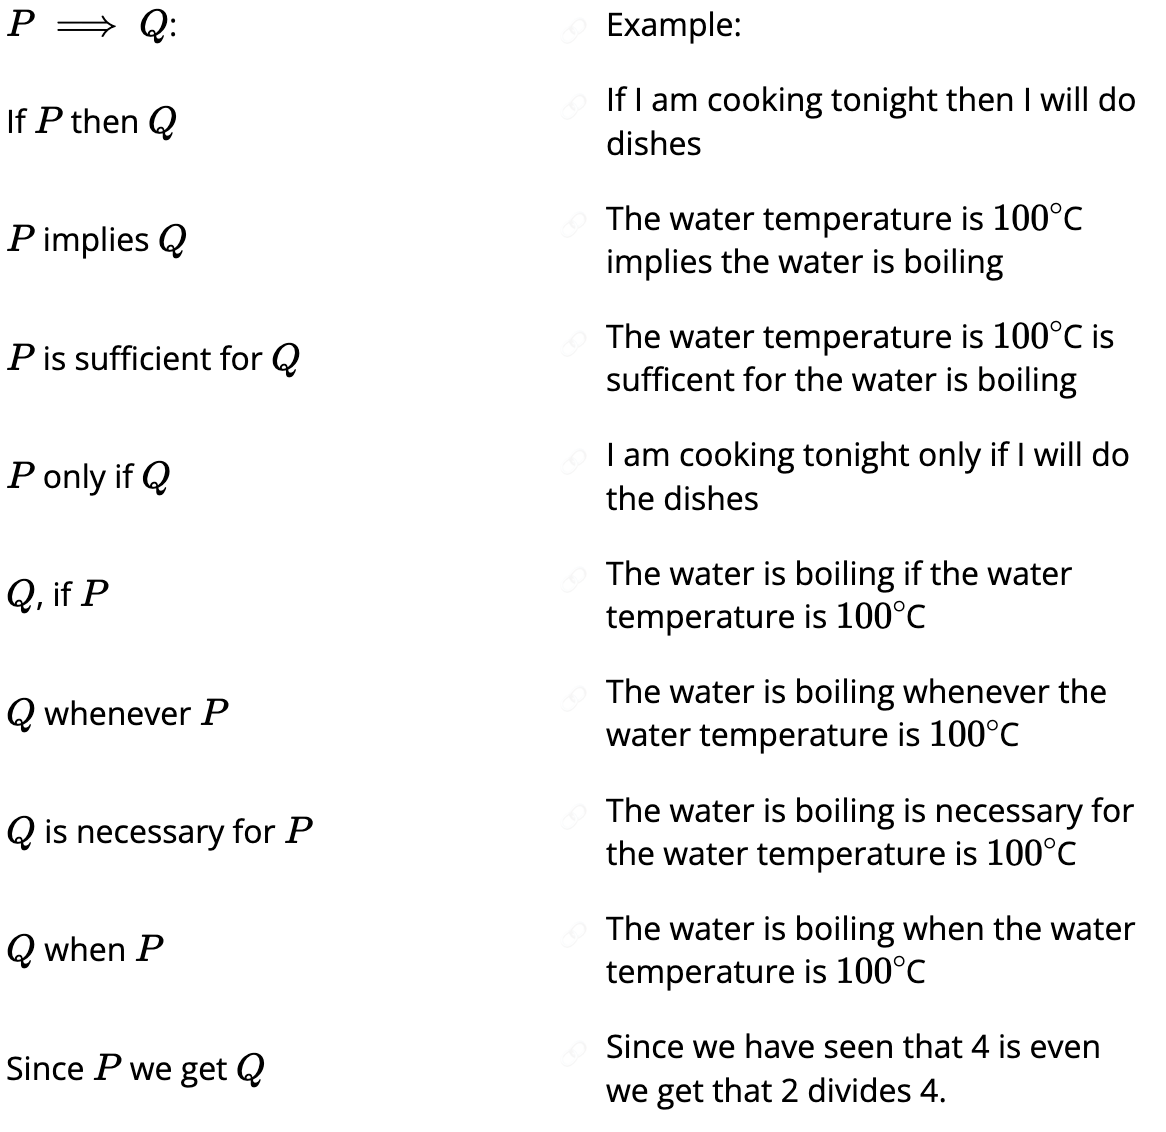 P ⟹ Q:
Example:
If P then Q
If I am cooking tonight then I will do
dishes
P implies Q
The water temperature is 100°C
implies the water is boiling
P is sufficient for Q
The water temperature is 100°C is
sufficent for the water is boiling
P only if Q
I am cooking tonight only if I will do
the dishes
Q, if P
The water is boiling if the water
temperature is 100°C
Q whenever P
The water is boiling whenever the
water temperature is 100°C
Q is necessary for P
The water is boiling is necessary for
the water temperature is 100°C
Q when P
The water is boiling when the water
temperature is 100°C
Since P we get Q
Since we have seen that 4 is even
we get that 2 divides 4.